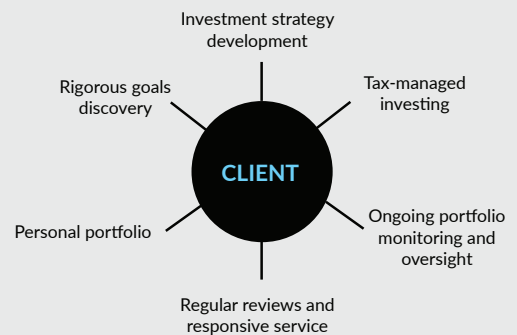 Investment strategy
development
Rigorous goals
discovery
Tax-managed
investing
CLIENT
Personal portfolio
Ongoing portfolio
monitoring and
oversight
Regular reviews and
responsive service